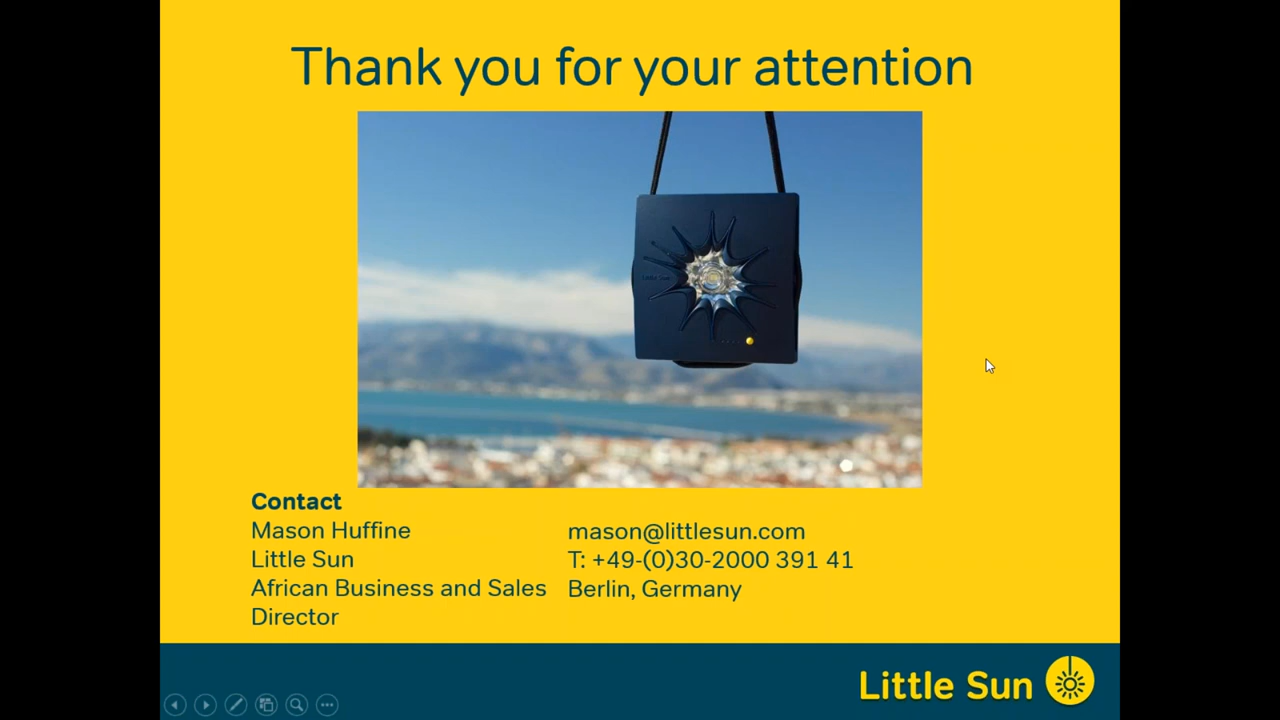 Thank you for your attention
Contact
Mason Huffine
Little Sun
African Business and Sales
Director
mason@littlesun.com
T: +49-(0)30-2000 391 41
Berlin, Germany
Little Sun